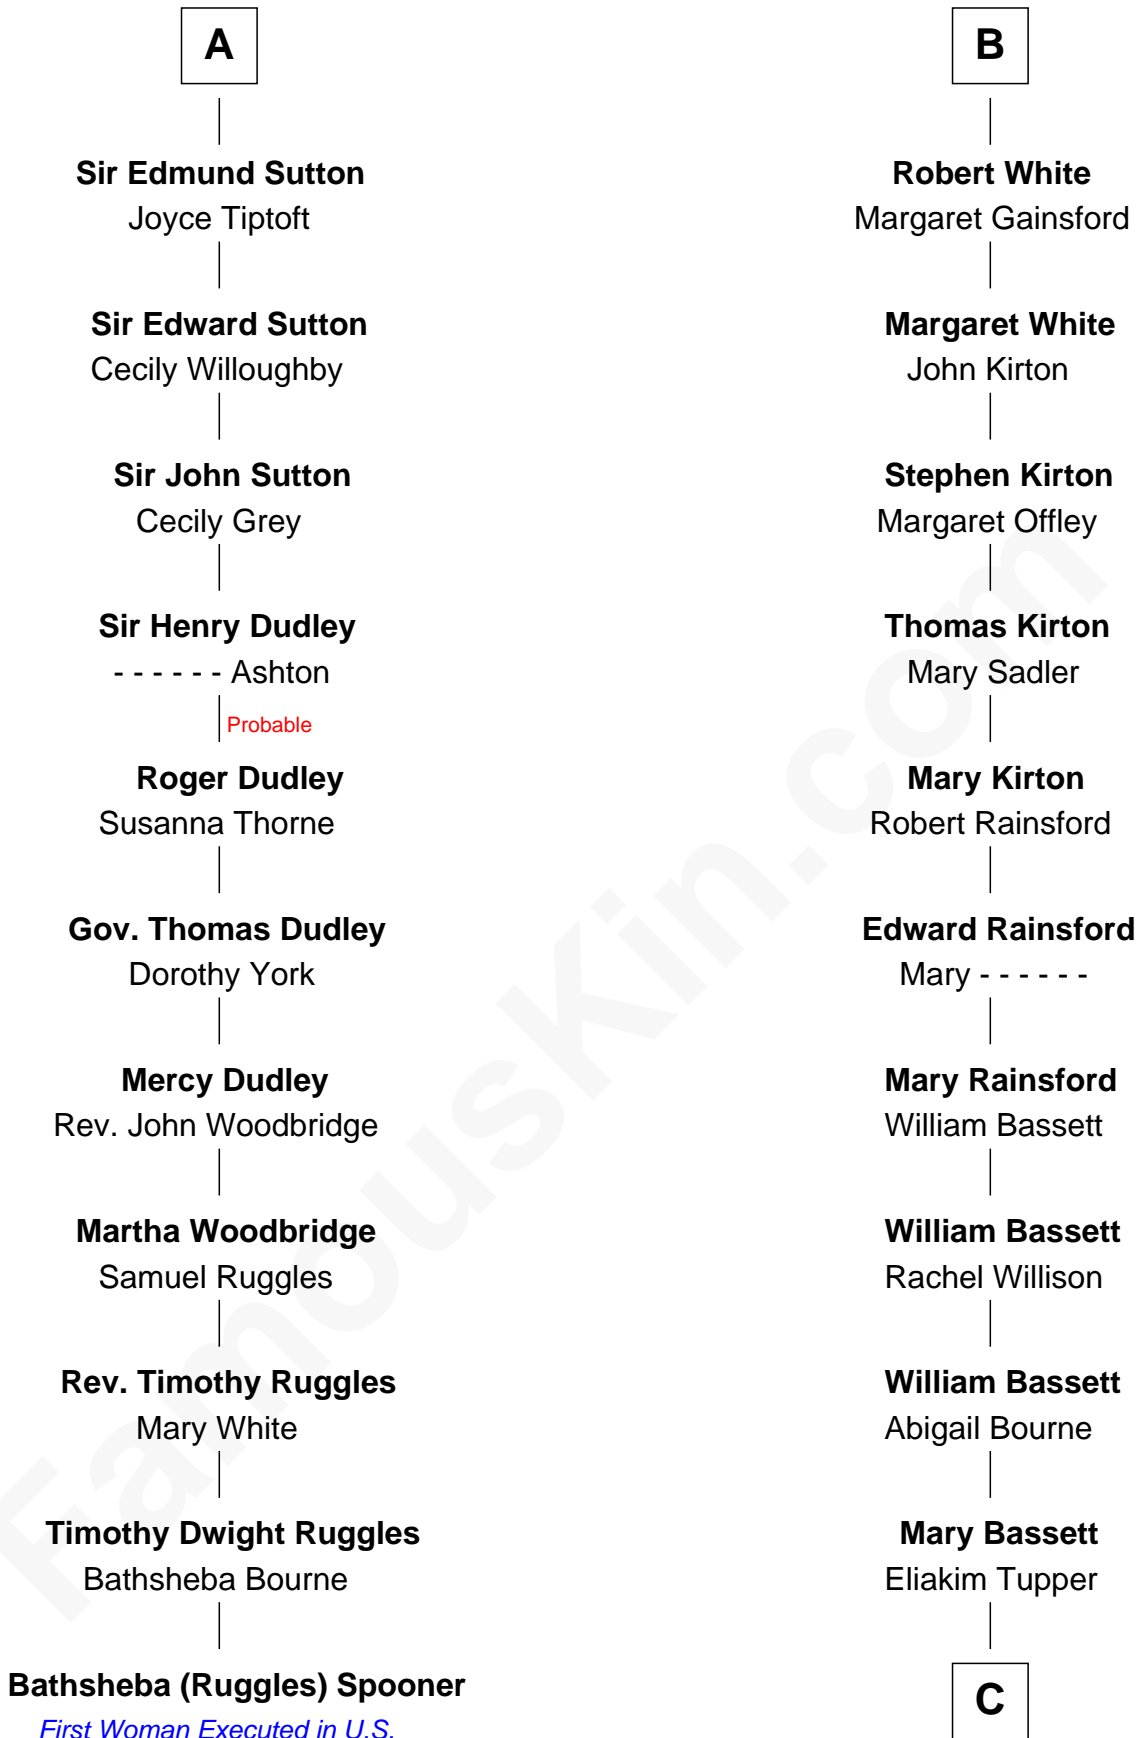 A
Sir Edmund Sutton
Joyce Tiptoft
Sir Edward Sutton
Cecily Willoughby
Sir John Sutton
Cecily Grey
Sir Henry Dudley
- - - - - - Ashton
Probable
Roger Dudley
Susanna Thorne
Gov. Thomas Dudley
Dorothy York
Mercy Dudley
Rev. John Woodbridge
Martha Woodbridge
Samuel Ruggles
Rev. Timothy Ruggles
Mary White
Timothy Dwight Ruggles
Bathsheba Bourne
Bathsheba (Ruggles) Spooner
First Woman Executed in U.S.
B
Robert White
Margaret Gainsford
Margaret White
John Kirton
Stephen Kirton
Margaret Offley
Thomas Kirton
Mary Sadler
Mary Kirton
Robert Rainsford
Edward Rainsford
Mary - - - - - -
Mary Rainsford
William Bassett
William Bassett
Rachel Willison
William Bassett
Abigail Bourne
Mary Bassett
Eliakim Tupper
C
FamousKin.com